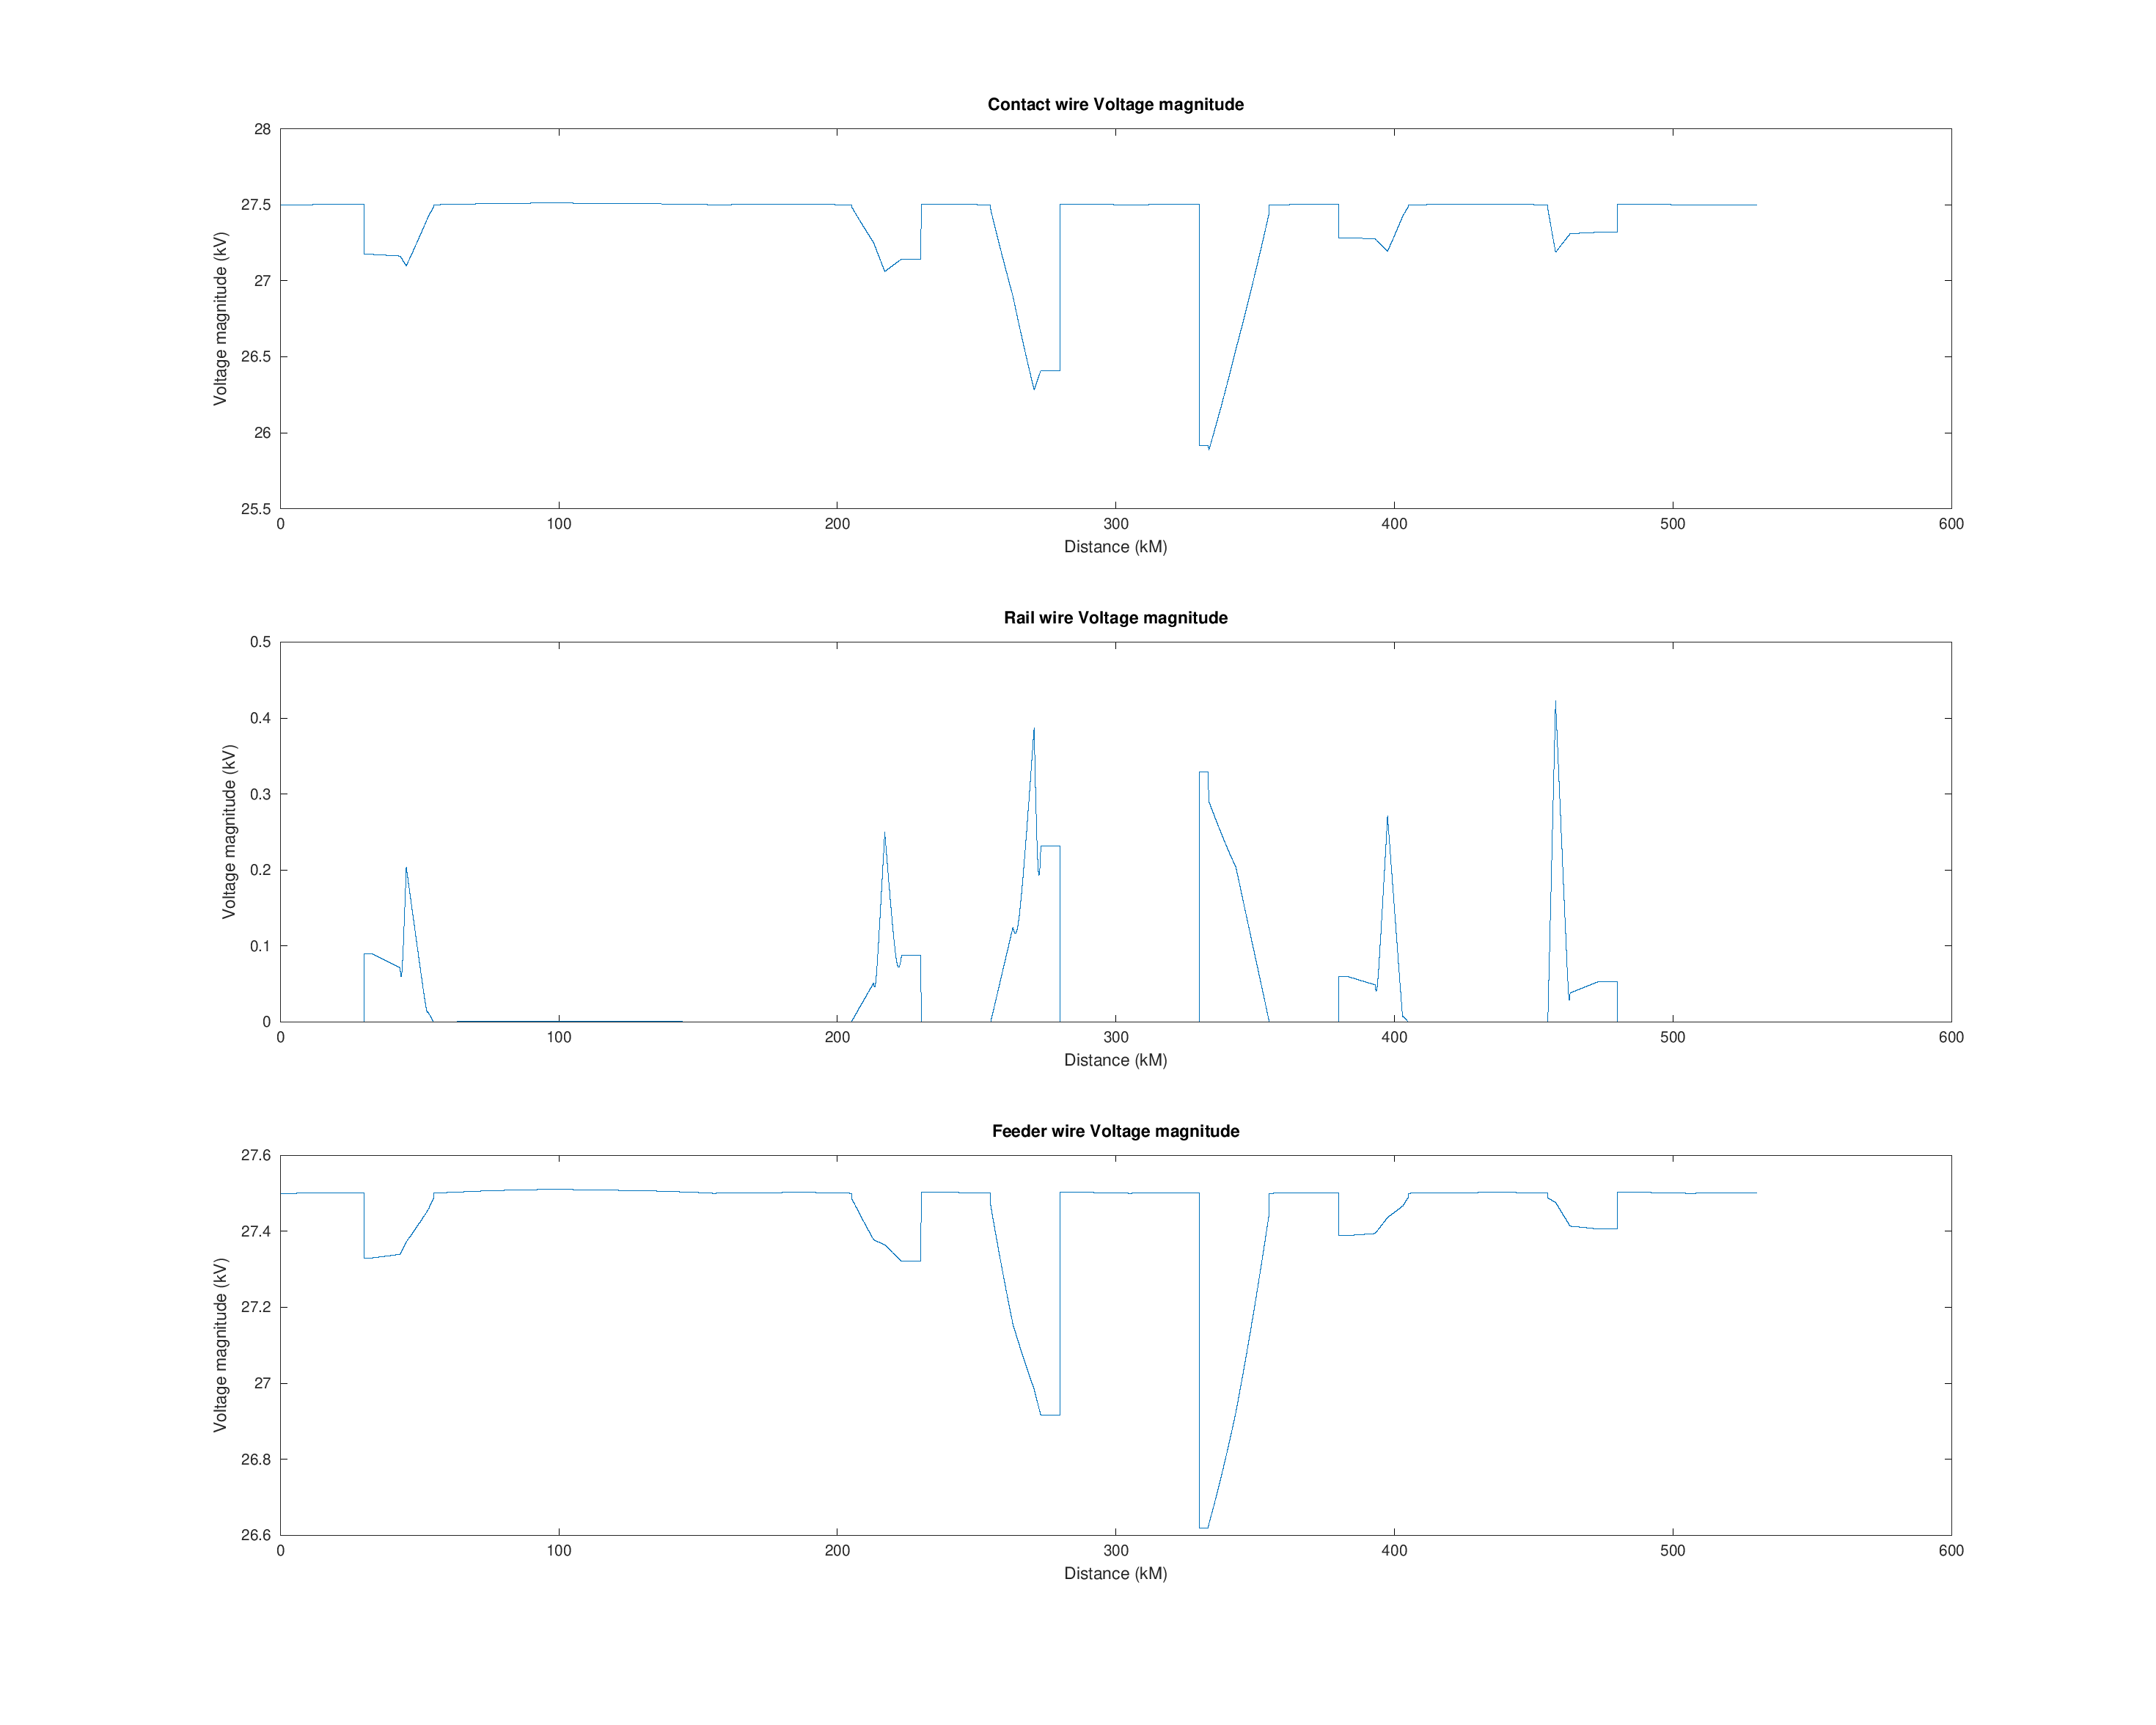 Contact wire Voltage magnitude
28
27.5
27
26.5
26
25.5
Voltage magnitude (kV)
0 100 200 300 400 500 600
Distance (kM)
Rail wire Voltage magnitude
0.5
0.4
0.3
0.2
0.1
0
Voltage magnitude (kV)
0 100 200 300 400 500 600
Distance (kM)
Feeder wire Voltage magnitude
27.6
27.4
27.2
27
26.8
26.6
Voltage magnitude (kV)
0 100 200 300 400 500 600
Distance (kM)